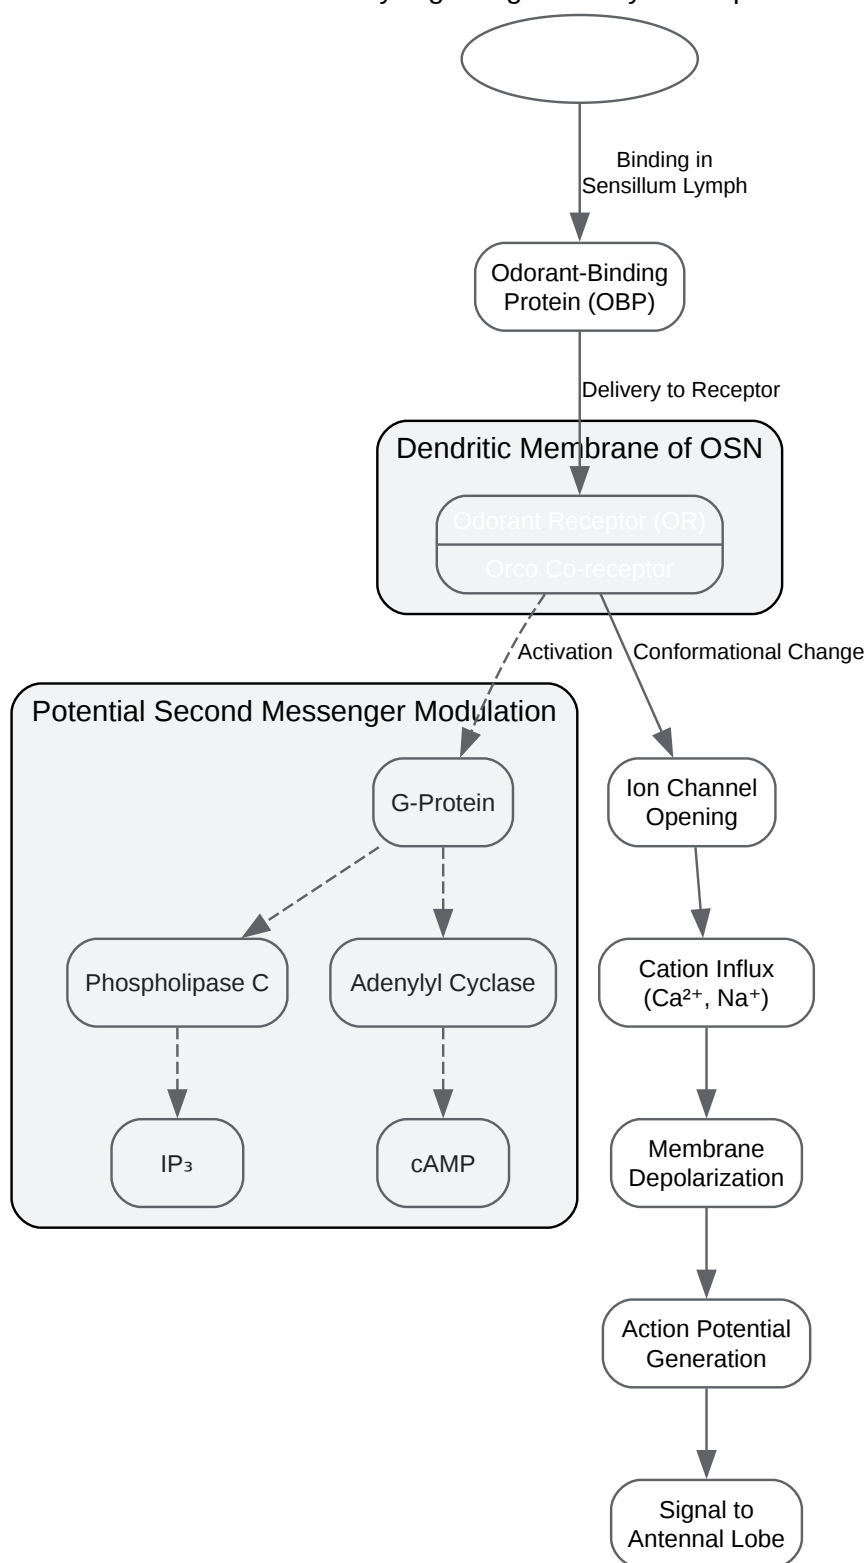 Binding in
Sensillum Lymph
Odorant-Binding
Protein (OBP)
Delivery to Receptor
Dendritic Membrane of OSN
Odorant Receptor (OR)
Orco Co-receptor
Activation
Conformational Change
Potential Second Messenger Modulation
G-Protein
Ion Channel
Opening
Phospholipase C
Adenylyl Cyclase
Cation Influx
(Ca²⁺, Na⁺)
IP₃
cAMP
Membrane
Depolarization
Action Potential
Generation
Signal to
Antennal Lobe